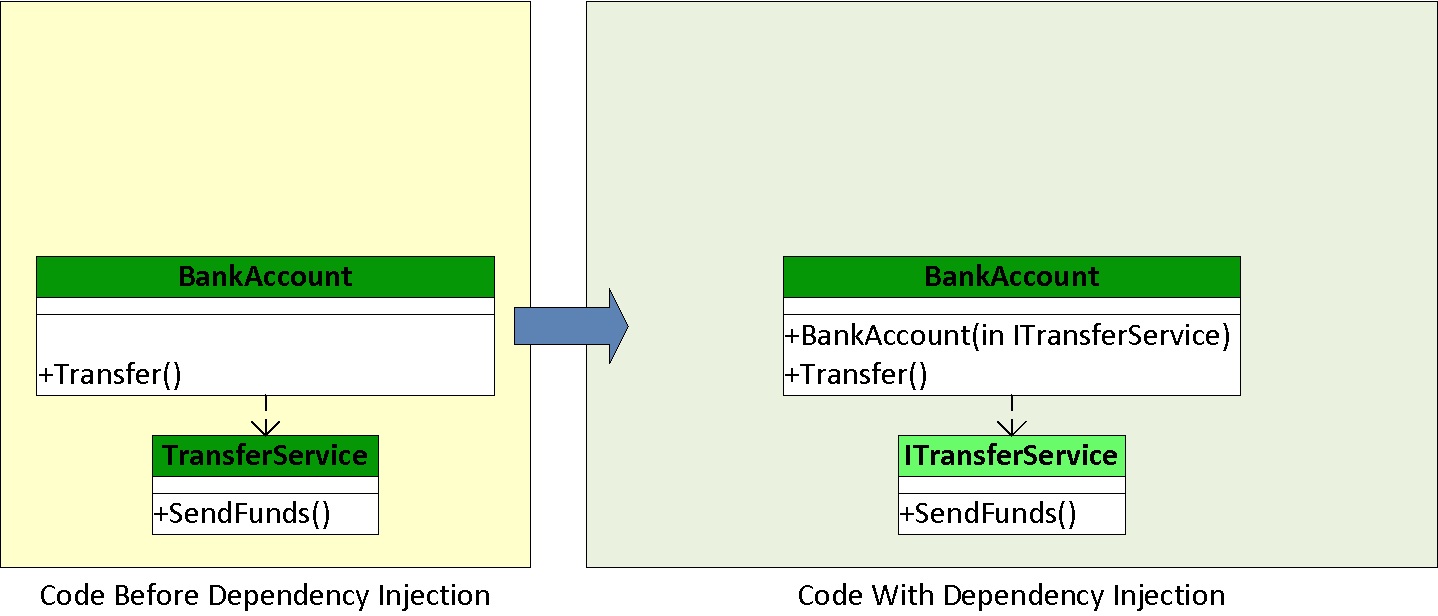 BankAccount
+Transfer()
TransferService
+SendFunds()
Code Before Dependency Injection
BankAccount
+BankAccount(in ITransferService)
+Transfer()
ITransferService
+SendFunds()
Code With Dependency Injection